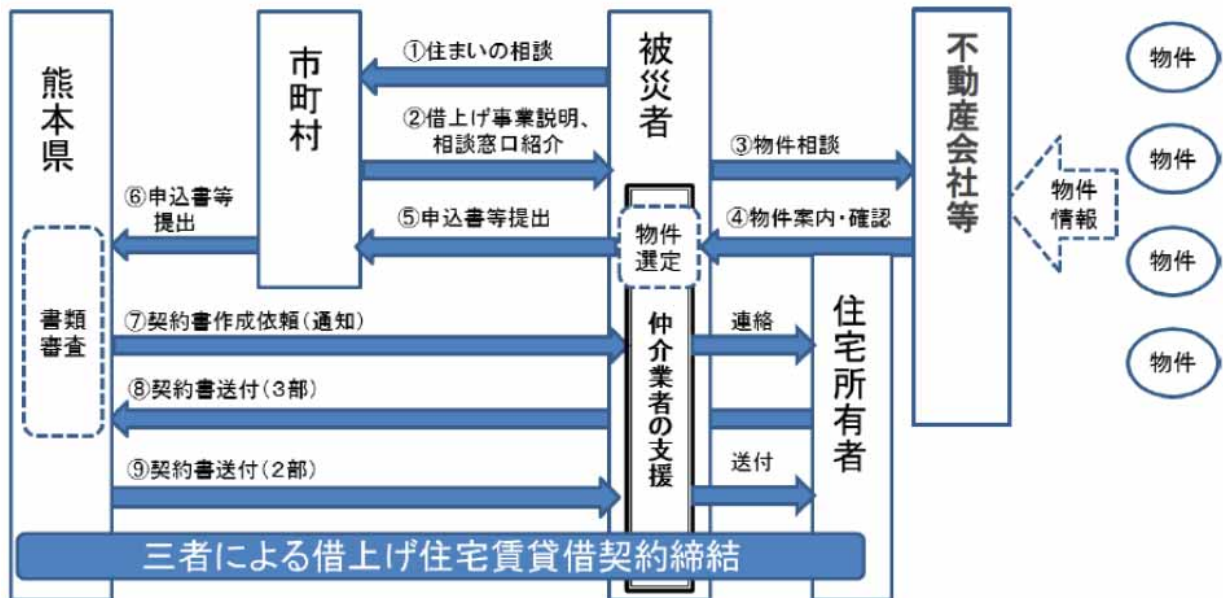 熊本県
市町村
被災者
不動産会社等
物件
物件
物件
物件
物件
情報
①住まいの相談
②借上げ事業説明、
相談窓口紹介
③物件相談
④物件案内・確認
⑤申込書等提出
物件
選定
⑥申込書等
提出
書類
審査
⑦契約書作成依頼(通知)
連絡
住宅所有者
⑧契約書送付(3部)
仲介業者の支援
⑨契約書送付(2部)
送付
三者による借上げ住宅賃貸借契約締結